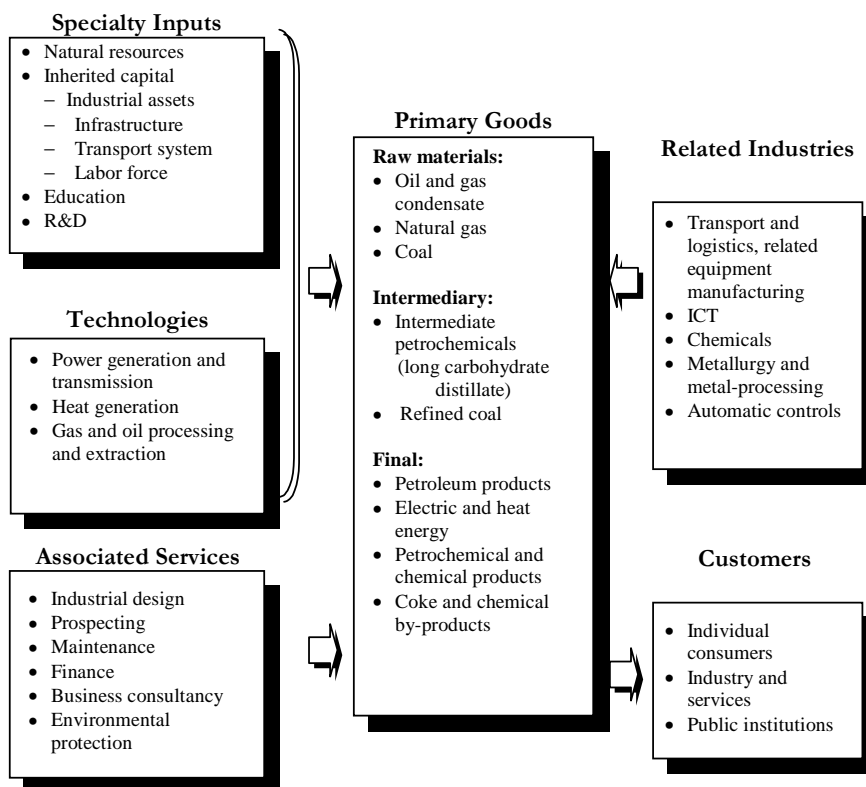 Specialty Inputs
• Natural resources
• Inherited capital
– Industrial assets
– Infrastructure
– Transport system
– Labor force
• Education
• R&D
Technologies
• Power generation and
transmission
• Heat generation
• Gas and oil processing
and extraction
Associated Services
• Industrial design
• Prospecting
• Maintenance
• Finance
• Business consultancy
• Environmental
protection
Primary Goods
Raw materials:
• Oil and gas
condensate
• Natural gas
• Coal
Intermediary:
• Intermediate
petrochemicals
(long carbohydrate
distillate)
• Refined coal
Final:
• Petroleum products
• Electric and heat
energy
• Petrochemical and
chemical products
• Coke and chemical
by-products
Related Industries
• Transport and
logistics, related
equipment
manufacturing
• ICT
• Chemicals
• Metallurgy and
metal-processing
• Automatic controls
Customers
• Individual
consumers
• Industry and
services
• Public institutions